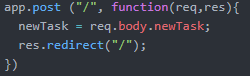 app.post ("/", function(req,res){
newTask = req.body.newTask;
res.redirect("/");
})